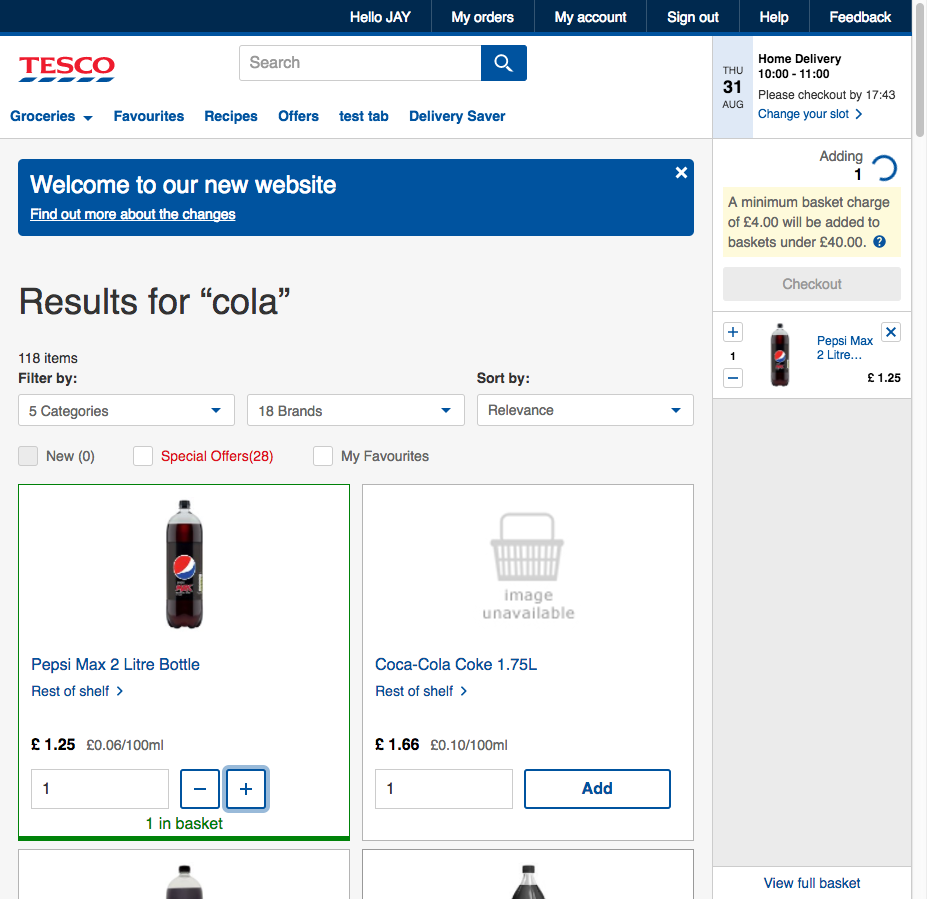 Hello JAY
My orders
My account
Sign out
Help
Feedback
TESCO
Search
Groceries
Favourites
Recipes
Offers
test tab
Delivery Saver
THU
31
AUG
Home Delivery
10:00 - 11:00
Please checkout by 17:43
Change your slot
Welcome to our new website
Find out more about the changes
Adding
1
A minimum basket charge
of £4.00 will be added to
baskets under £40.00. ?
Checkout
1
Pepsi Max
2 Litre...
£ 1.25
Results for “cola”
118 items
Filter by:
5 Categories
18 Brands
Sort by:
Relevance
New (0)
Special Offers(28)
My Favourites
Pepsi Max 2 Litre Bottle
Rest of shelf
£ 1.25 £0.06/100ml
1
1 in basket
image
unavailable
Coca-Cola Coke 1.75L
Rest of shelf
£ 1.66 £0.10/100ml
1
Add
View full basket